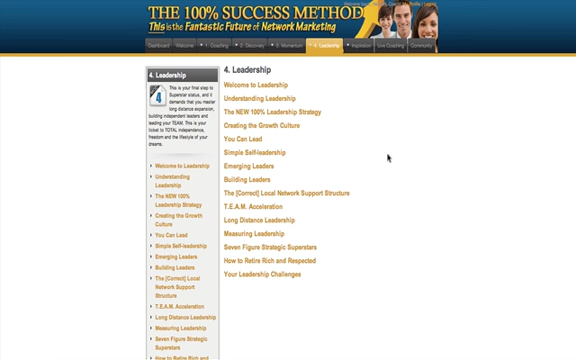 THE 100% SUCCESS METHOD
This is the Fantastic Future of Network Marketing
Dashboard
Welcome
1. Coaching
2. Discovery
3. Momentum
4. Leadership
Inspiration
Live Coaching
Community
4. Leadership
This is your final step to
Superstar status, and it
demands that you master
long distance expansion,
building independent leaders and
leading your TEAM. This is your
ticket to TOTAL independence,
freedom and the lifestyle of your
dreams.
Welcome to Leadership
Understanding
Leadership
The NEW 100%
Leadership Strategy
Creating the Growth
Culture
You Can Lead
Simple Self-leadership
Emerging Leaders
Building Leaders
The [Correct] Local
Network Support
Structure
T.E.A.M. Acceleration
Long Distance Leadership
Measuring Leadership
Seven Figure Strategic
Superstars
How to Retire Rich and
4. Leadership
Welcome to Leadership
Understanding Leadership
The NEW 100% Leadership Strategy
Creating the Growth Culture
You Can Lead
Simple Self-leadership
Emerging Leaders
Building Leaders
The [Correct] Local Network Support Structure
T.E.A.M. Acceleration
Long Distance Leadership
Measuring Leadership
Seven Figure Strategic Superstars
How to Retire Rich and Respected
Your Leadership Challenges